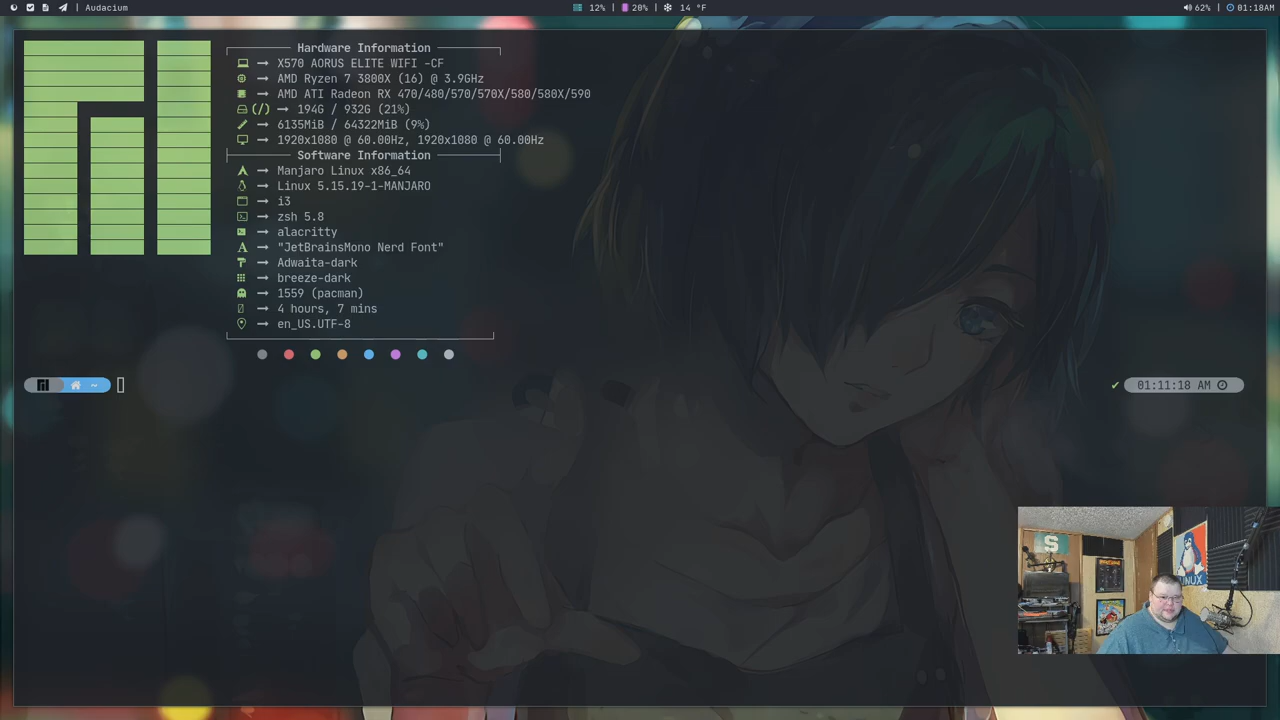 | Audacium
12% | 20% | 14 °F
62% | 01:18AM
Hardware Information
X570 AORUS ELITE WIFI -CF
AMD Ryzen 7 3800X (16) @ 3.9GHz
AMD ATI Radeon RX 470/480/570/570X/580/580X/590
(/) 194G / 932G (21%)
6135MiB / 64322MiB (9%)
1920x1080 @ 60.00Hz, 1920x1080 @ 60.00Hz
Software Information
Manjaro Linux x86_64
Linux 5.15.19-1-MANJARO
i3
zsh 5.8
alacritty
"JetBrainsMono Nerd Font"
Adwaita-dark
breeze-dark
1559 (pacman)
4 hours, 7 mins
en_US.UTF-8
~
01:11:18 AM
S
LINUX